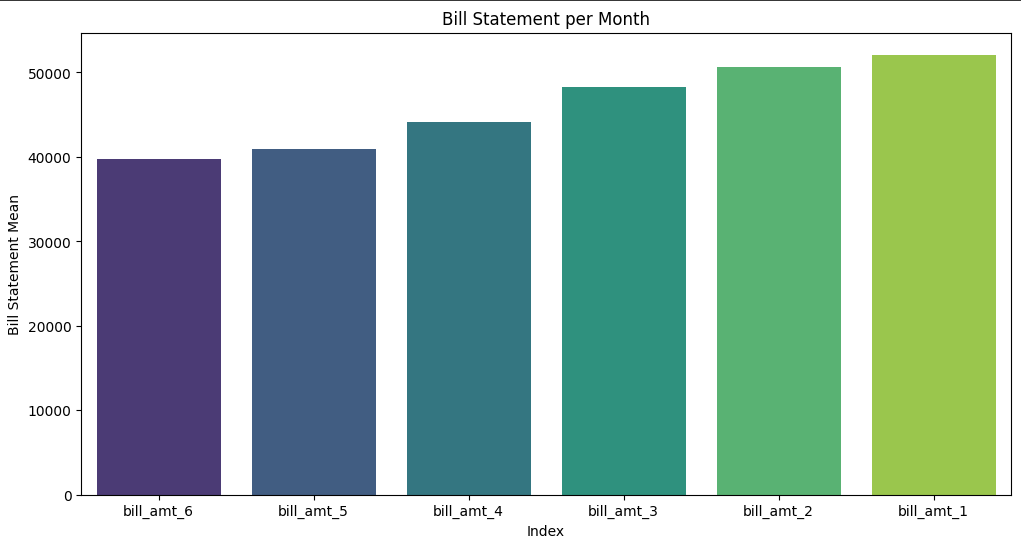 Bill Statement per Month
Bill Statement Mean
50000
40000
30000
20000
10000
0
bill_amt_6 bill_amt_5 bill_amt_4 bill_amt_3 bill_amt_2 bill_amt_1
Index